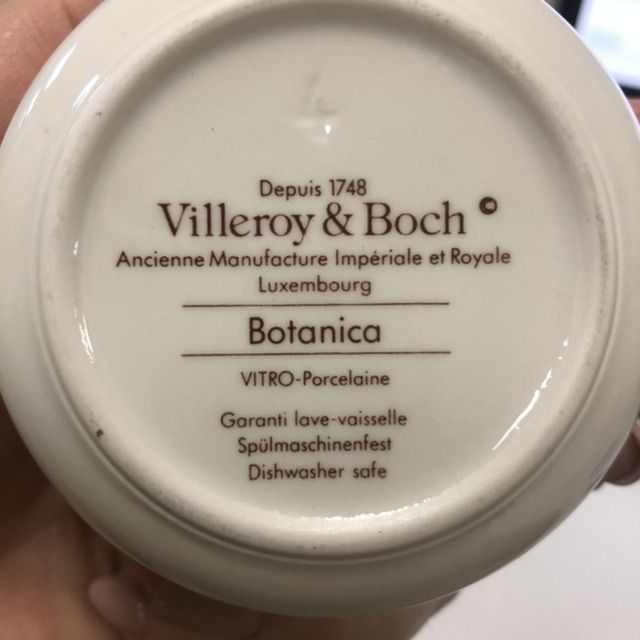 Depuis 1748
Villeroy & Boch ©
Ancienne Manufacture Impériale et Royale
Luxembourg
Botanica
VITRO-Porcelaine
Garanti lave-vaisselle
Spülmaschinenfest
Dishwasher safe